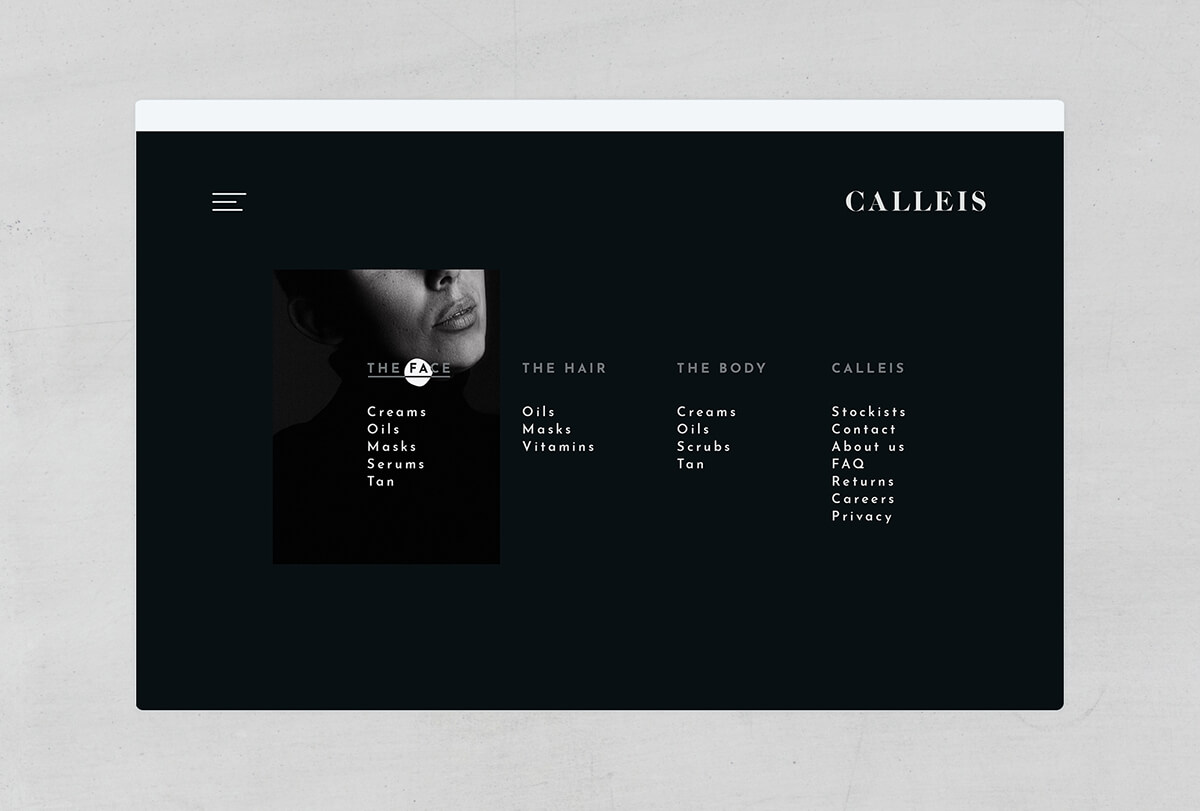 CALLEIS
THE FACE
Creams
Oils
Masks
Serums
Tan
THE HAIR
Oils
Masks
Vitamins
THE BODY
Creams
Oils
Scrubs
Tan
CALLEIS
Stockists
Contact
About us
FAQ
Returns
Careers
Privacy